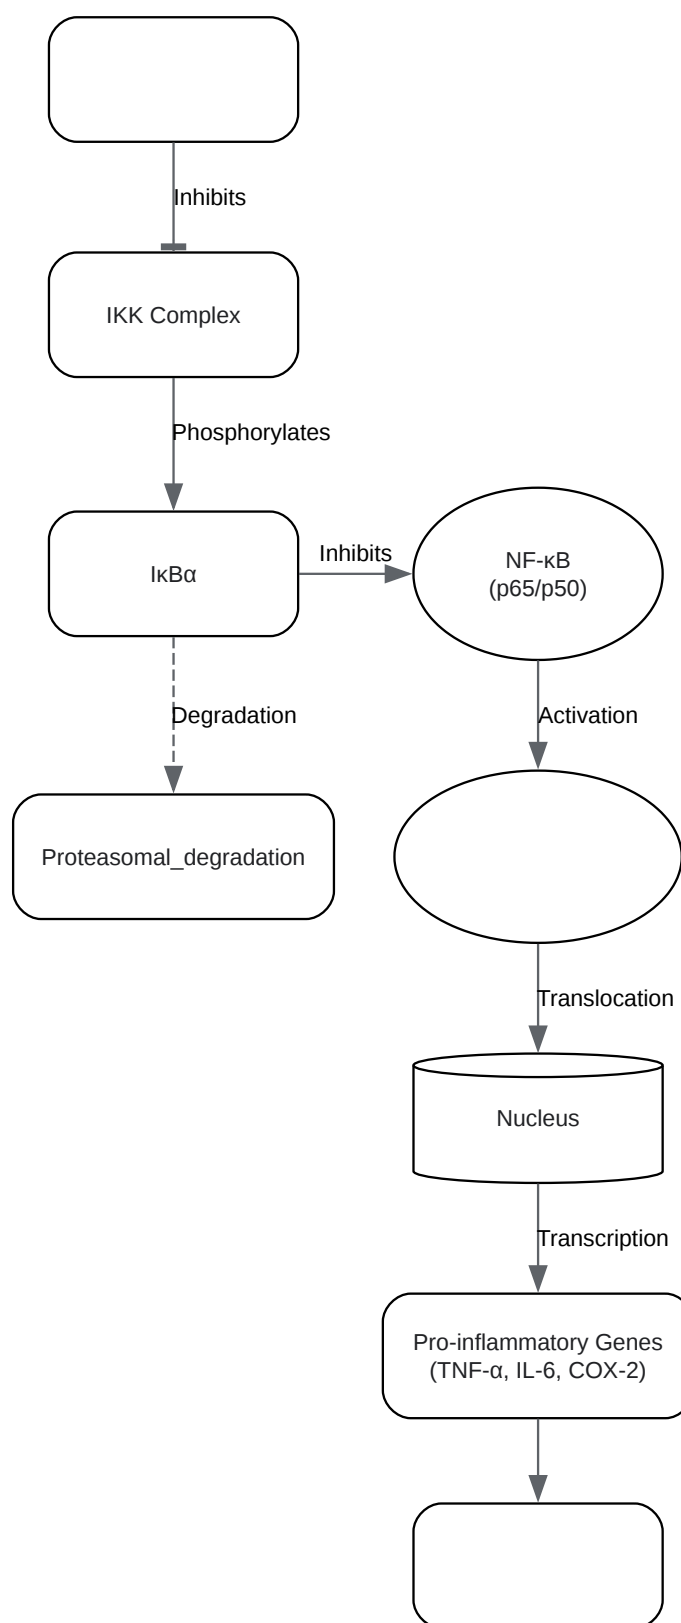 Inhibits
IKK Complex
Phosphorylates
IκBα
Inhibits
NF-κB
(p65/p50)
Degradation
Activation
Proteasomal_degradation
Translocation
Nucleus
Transcription
Pro-inflammatory Genes
(TNF-α, IL-6, COX-2)